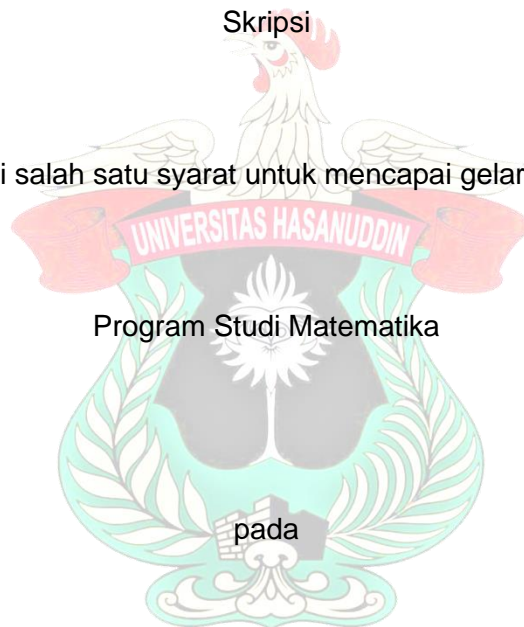 Skripsi
i salah satu syarat untuk mencapai gelar
UNIVERSITAS HASANUDDIN
Program Studi Matematika
pada